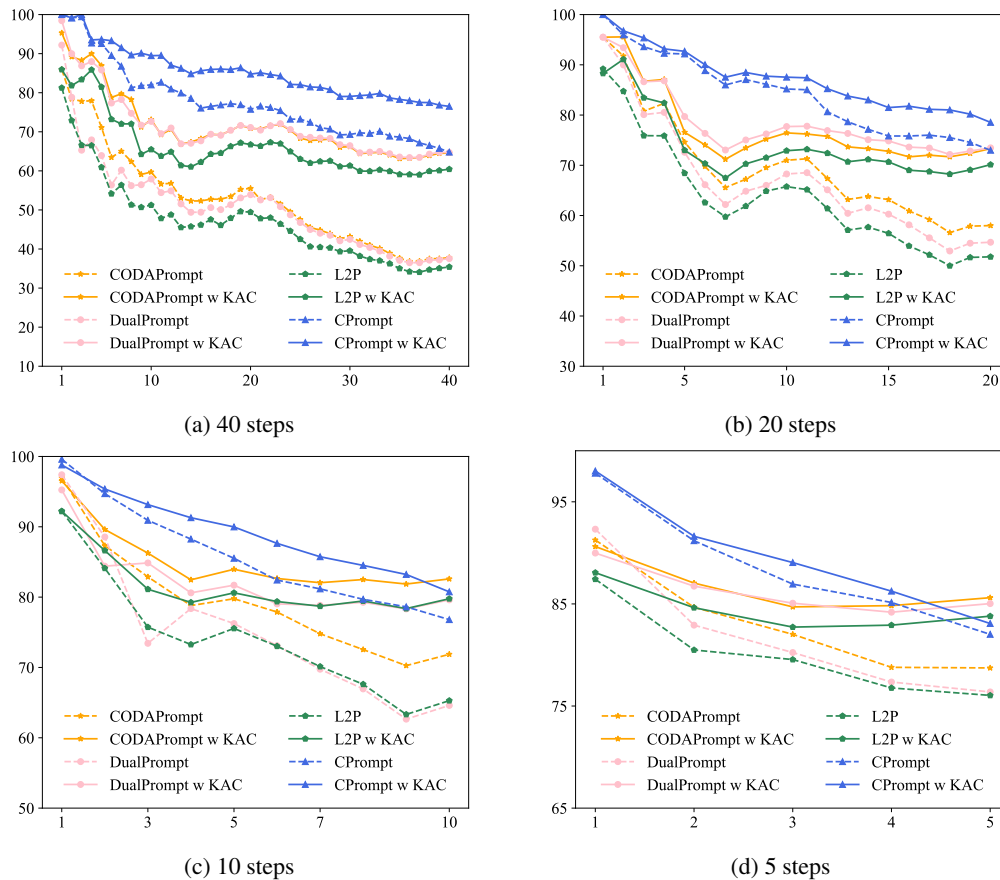 100
90
80
70
60
50
40
30
20
10
CODAPrompt
CODAPrompt w KAC
DualPrompt
DualPrompt w KAC
L2P
L2P w KAC
CPrompt
CPrompt w KAC
1 10 20 30 40
(a) 40 steps
100
90
80
70
60
50
40
30
CODAPrompt
CODAPrompt w KAC
DualPrompt
DualPrompt w KAC
L2P
L2P w KAC
CPrompt
CPrompt w KAC
1 5 10 15 20
(b) 20 steps
100
90
80
70
60
50
CODAPrompt
CODAPrompt w KAC
DualPrompt
DualPrompt w KAC
L2P
L2P w KAC
CPrompt
CPrompt w KAC
1 3 5 7 10
(c) 10 steps
95
85
75
65
CODAPrompt
CODAPrompt w KAC
DualPrompt
DualPrompt w KAC
L2P
L2P w KAC
CPrompt
CPrompt w KAC
1 2 3 4 5
(d) 5 steps